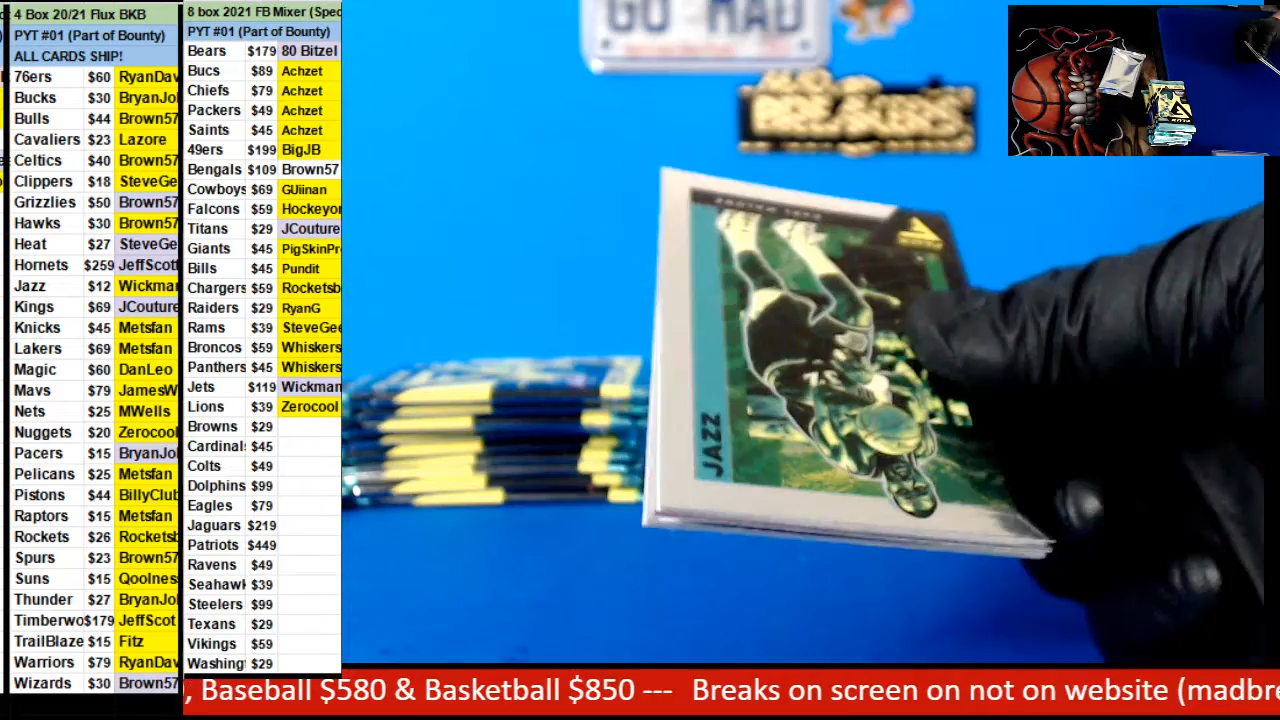 4 Box 20/21 Flux BKB
PYT #01 (Part of Bounty)
ALL CARDS SHIP!
76ers $60 RyanDav
Bucks $30 BryanJol
Bulls $44 Brown57
Cavaliers $23 Lazore
Celtics $40 Brown57
Clippers $18 SteveGe
Grizzlies $50 Brown57
Hawks $30 Brown57
Heat $27 SteveGe
Hornets $259 JeffScott
Jazz $12 Wickmar
Kings $69 JCouture
Knicks $45 Metsfan
Lakers $69 Metsfan
Magic $60 DanLeo
Mavs $79 JamesW
Nets $25 MWells
Nuggets $20 Zerocool
Pacers $15 BryanJol
Pelicans $25 Metsfan
Pistons $44 BillyClub
Raptors $15 Metsfan
Rockets $26 Rocketsb
Spurs $23 Brown57
Suns $15 Qoolness
Thunder $27 BryanJol
Timberwo $179 JeffScot
TrailBlaze $15 Fitz
Warriors $79 RyanDav
Wizards $30 Brown57
8 box 2021 FB Mixer (Spec
PYT #01 (Part of Bounty)
Bears $179 80 Bitzel
Bucs $89 Achzet
Chiefs $79 Achzet
Packers $49 Achzet
Saints $45 Achzet
49ers $199 BigJB
Bengals $109 Brown57
Cowboys $69 GUiinan
Falcons $59 Hockeyor
Titans $29 JCouture
Giants $45 PigSkinPr
Bills $45 Pundit
Chargers $59 Rocketsb
Raiders $29 RyanG
Rams $39 SteveGee
Broncos $59 Whiskers
Panthers $45 Whiskers
Jets $119 Wickman
Lions $39 Zerocool
Browns $29
Cardinals $45
Colts $49
Dolphins $99
Eagles $79
Jaguars $219
Patriots $449
Ravens $49
Seahawk $39
Steelers $99
Texans $29
Vikings $59
Washing $29
GO MAD
BREAKERS
JAZZ
, Baseball $580 & Basketball $850 --- Breaks on screen on not on website (madbre